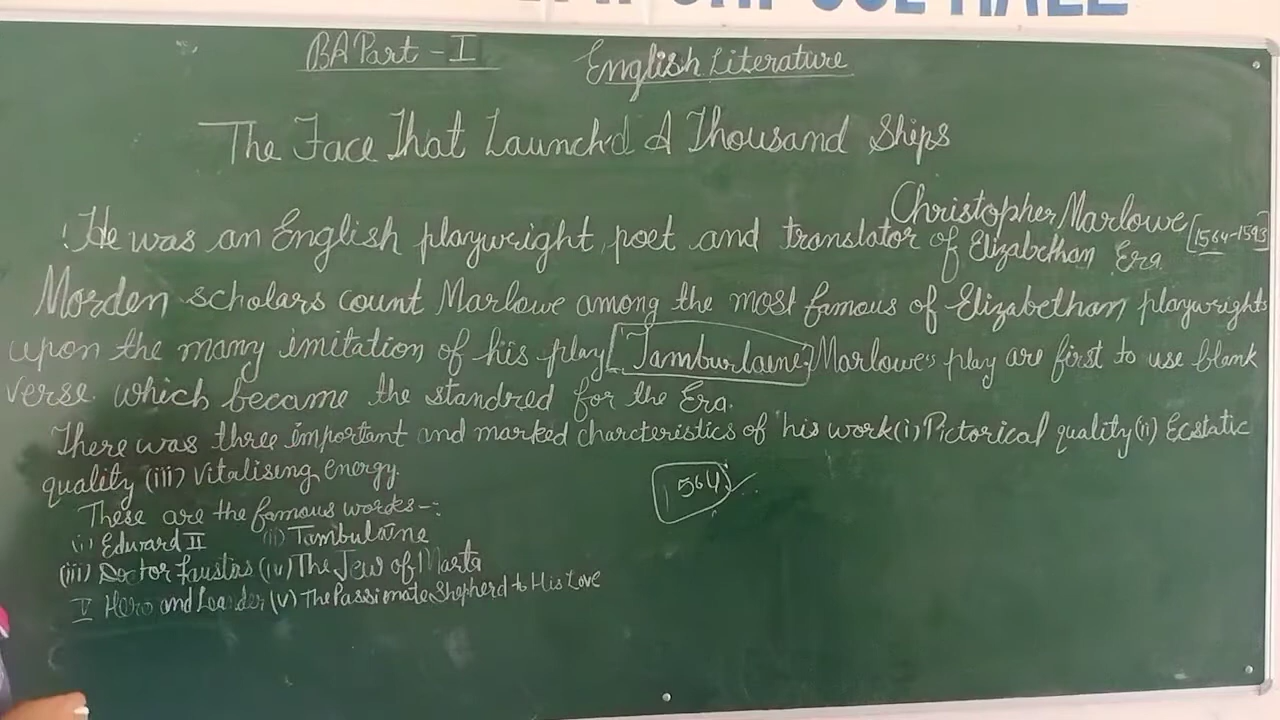 BA Part - I English Literature
The Face That Launch'd A Thousand Ships
Christopher Marlowe [1564-1593]
He was an English playwright, poet and translator of Elizabethan Era.
Morden scholars count Marlowe among the most famous of Elizabetham playwrights
upon the many imitation of his play [Tamburlaine] Marlowe's play are first to use blank
verse which became the standred for the Era.
There was three important and marked charcteristics of his work (i) Pictorical quality (ii) Ecstatic
quality (iii) Vitalising energy.
1564
These are the famous works -:
(i) Edward II (ii) Tambulaine
(iii) Doctor Faustus (iv) The Jew of Marta
V Hero and Leander (v) The Passimate Shepherd to His Love